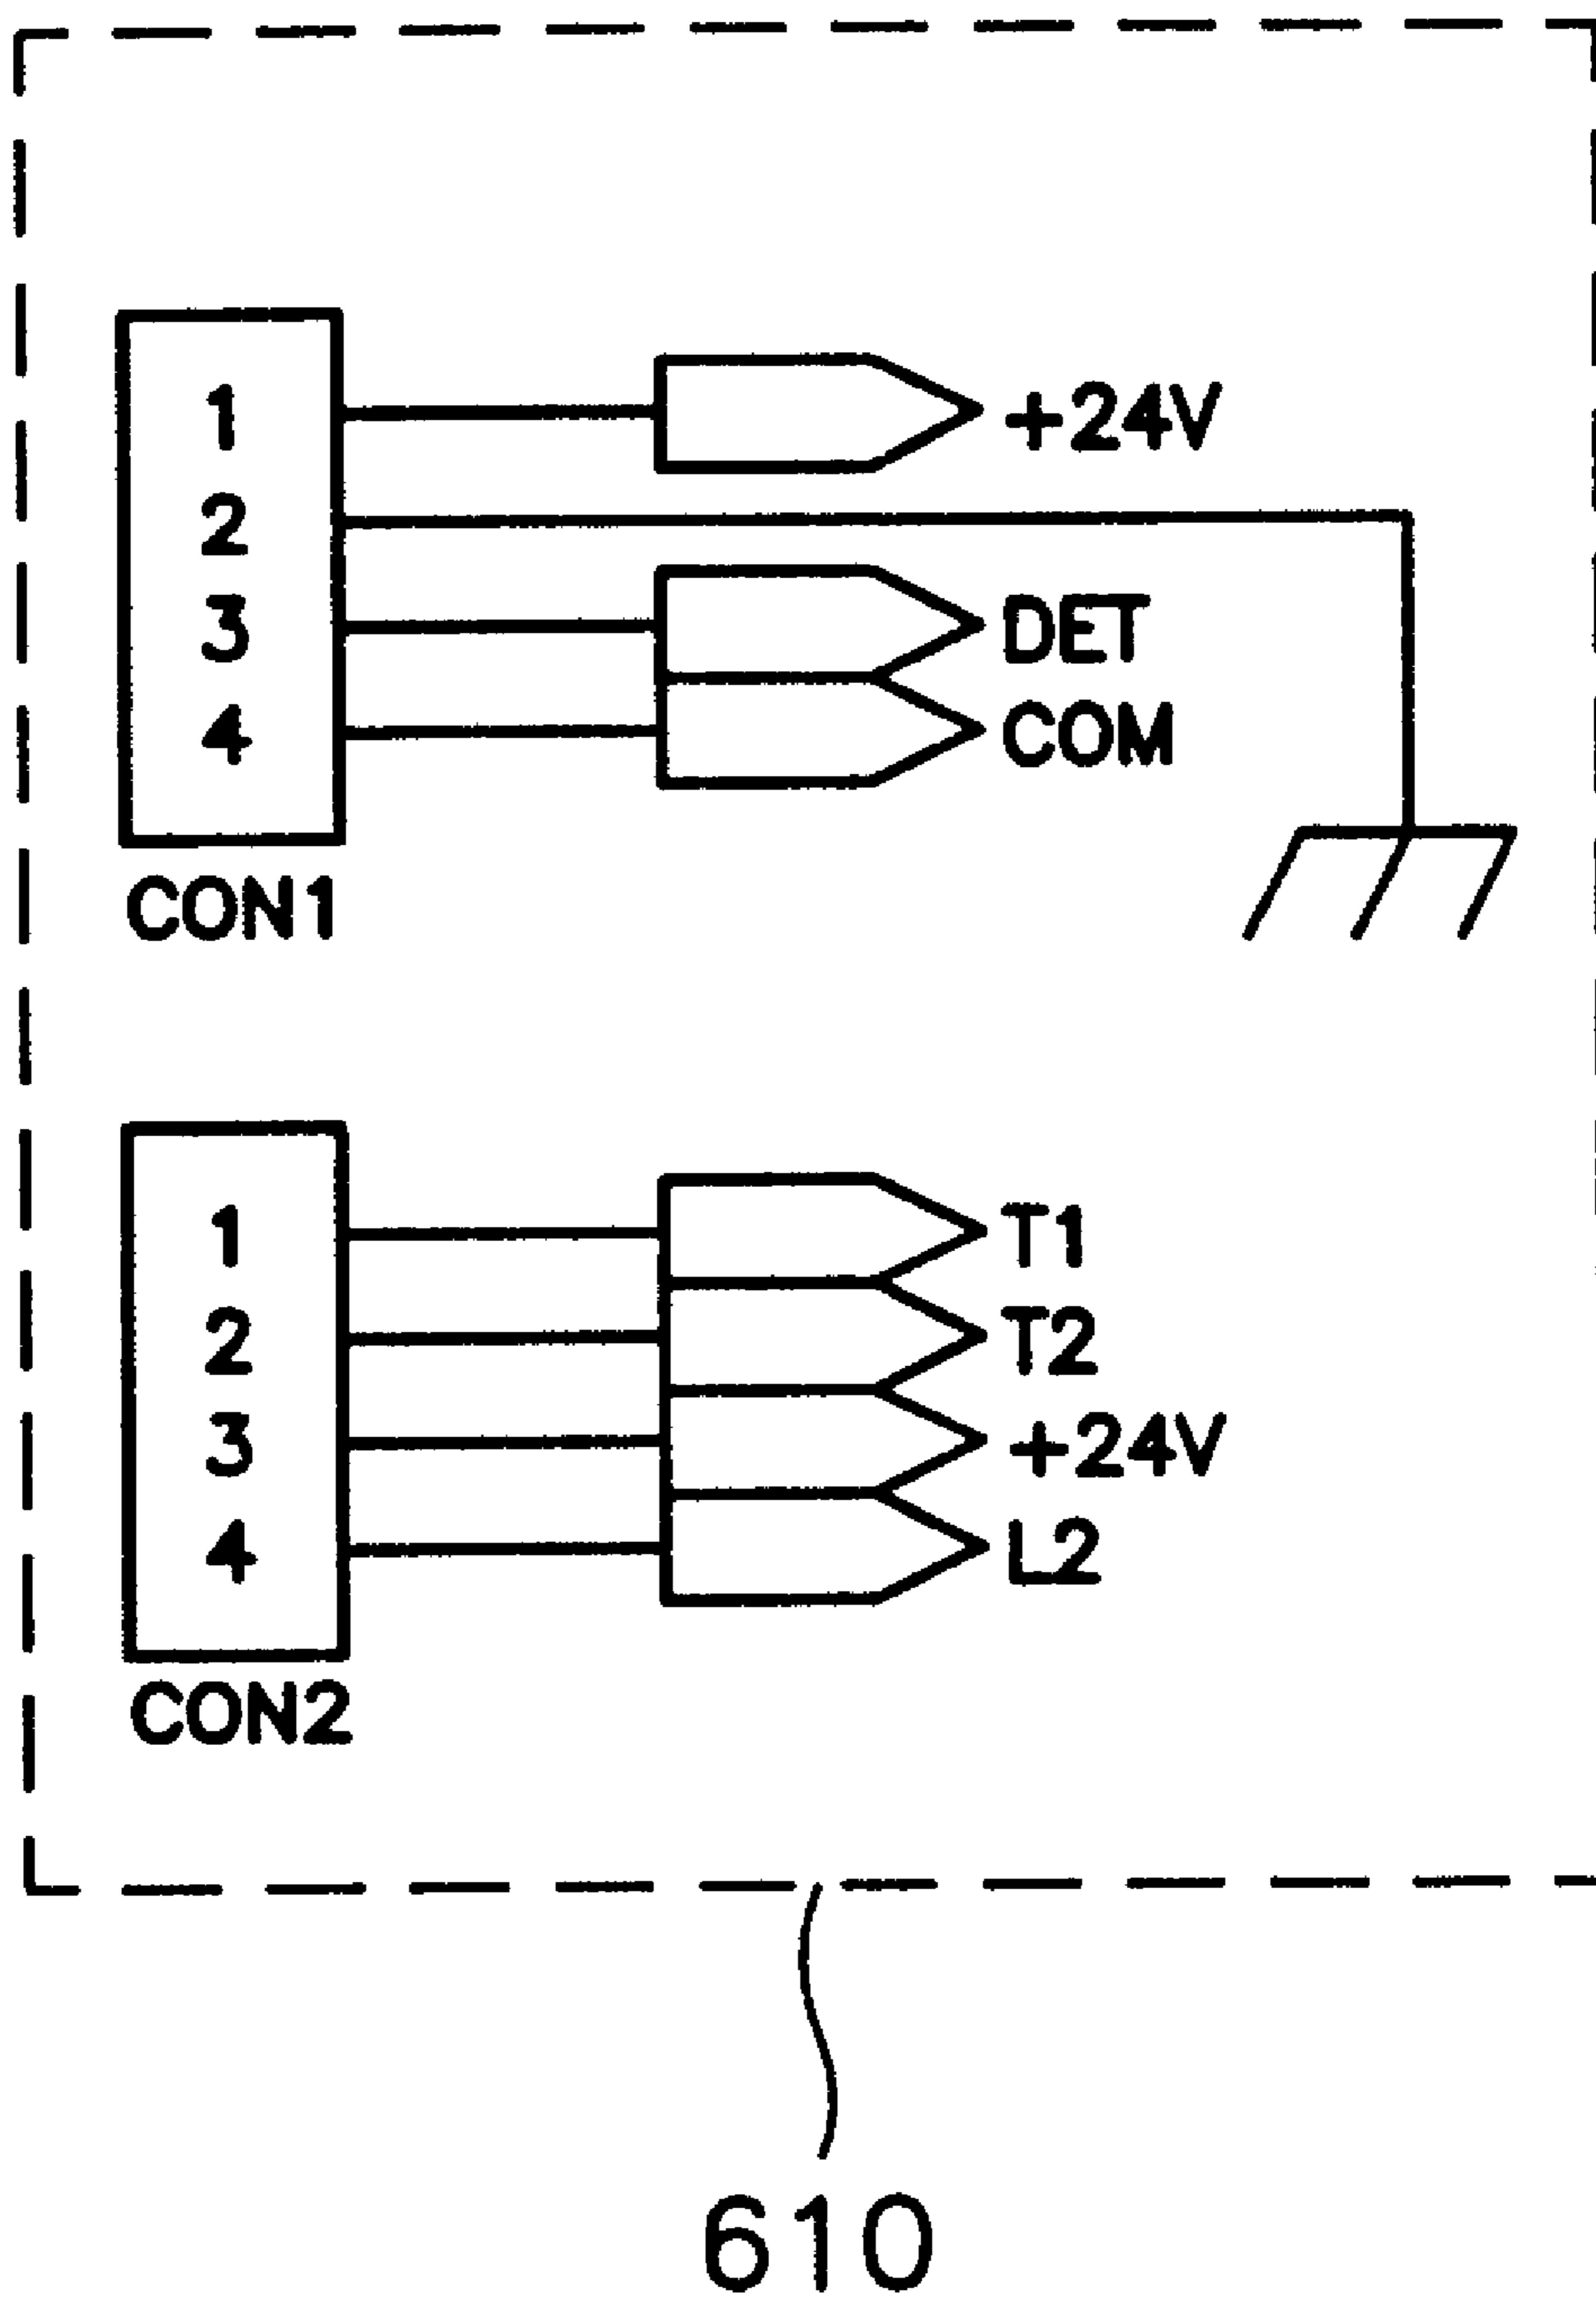 1 +24V
2
3 DET
4 COM
CON1
1 T1
2 T2
3 +24V
4 L2
CON2
610